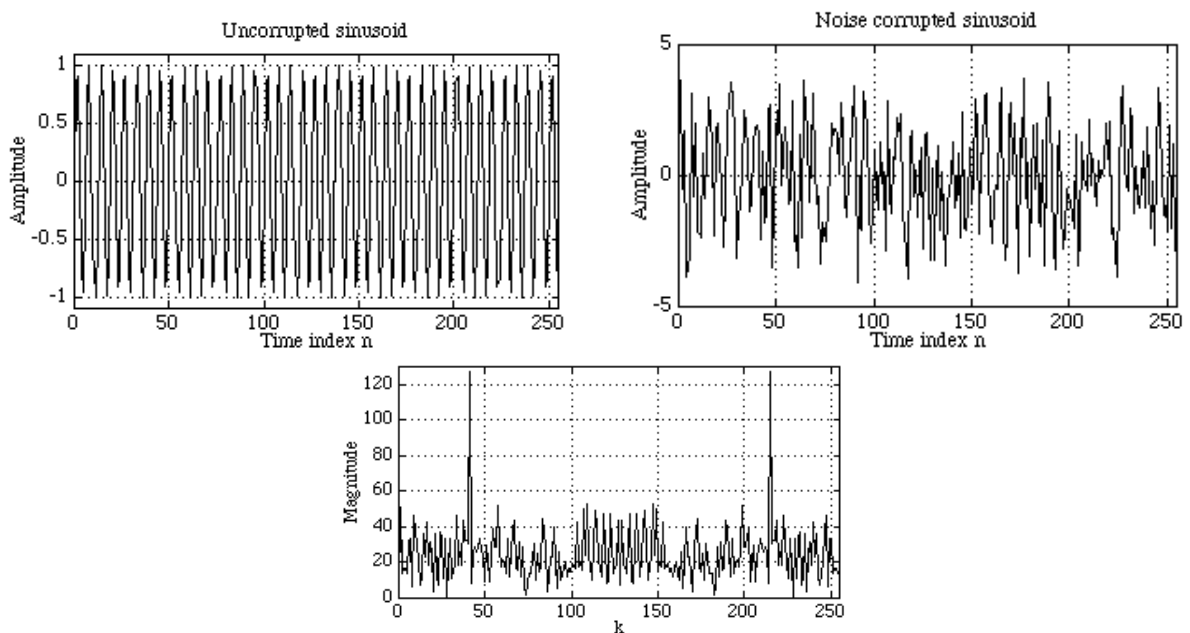 Uncorrupted sinusoid
1
0.5
0
-0.5
-1
Amplitude
0 50 100 150 200 250
Time index n
Noise corrupted sinusoid
5
0
-5
Amplitude
0 50 100 150 200 250
Time index n
120
100
80
60
40
20
0
Magnitude
0 50 100 150 200 250
k